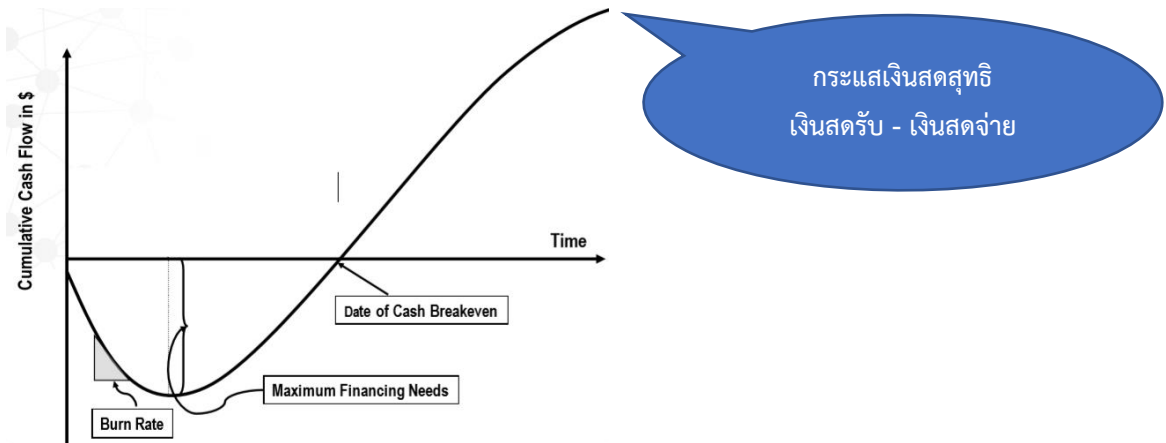 กระแสเงินสดสุทธิ
เงินสดรับ - เงินสดจ่าย
Cumulative Cash Flow in $
Time
Date of Cash Breakeven
Maximum Financing Needs
Burn Rate